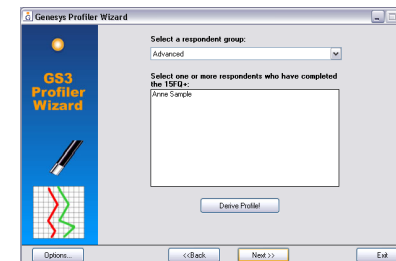 Genesys Profiler Wizard
Select a respondent group:
Advanced
GS3
Profiler
Wizard
Select one or more respondents who have completed
the 15FQ+:
Anne Sample
Derive Profile!
Options...
<<Back
Next >>
Exit